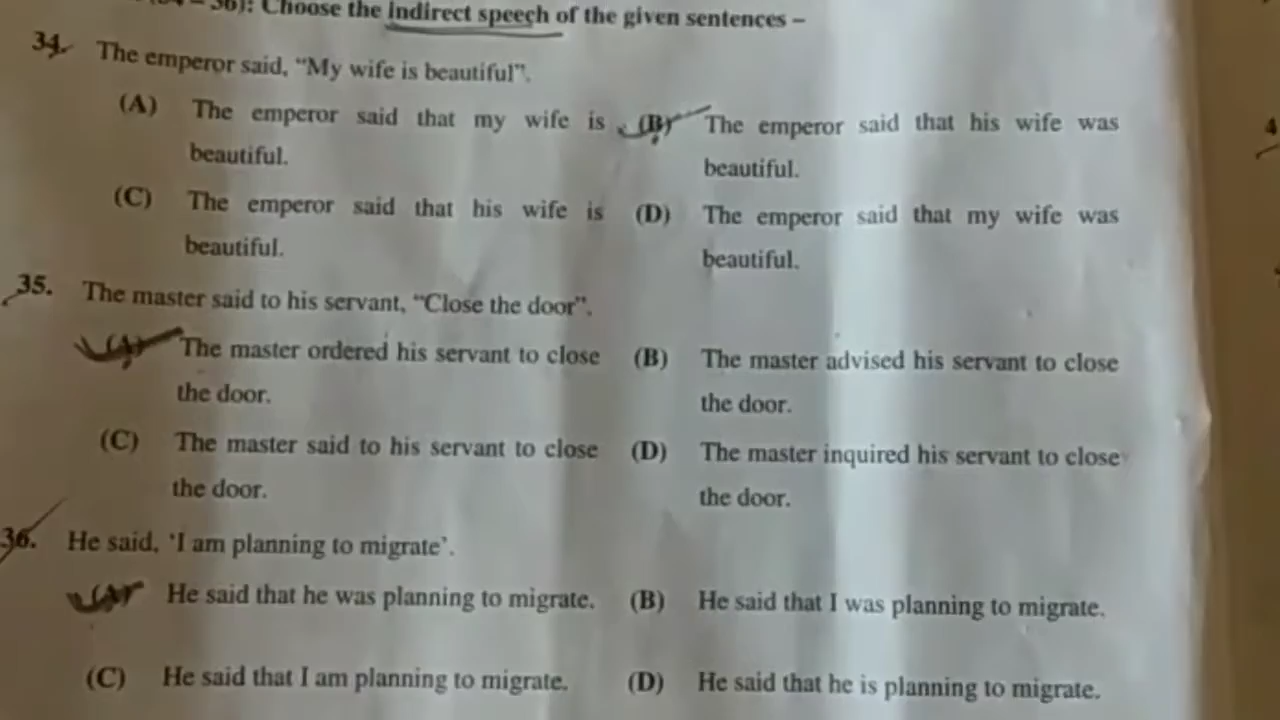 36): Choose the indirect speech of the given sentences –
34. The emperor said, “My wife is beautiful”.
(A) The emperor said that my wife is
beautiful.
(B) The emperor said that his wife was
beautiful.
(C) The emperor said that his wife is
beautiful.
(D) The emperor said that my wife was
beautiful.
35. The master said to his servant, “Close the door”.
(A) The master ordered his servant to close
the door.
(B) The master advised his servant to close
the door.
(C) The master said to his servant to close
the door.
(D) The master inquired his servant to close
the door.
36. He said, ‘I am planning to migrate’.
(A) He said that he was planning to migrate.
(B) He said that I was planning to migrate.
(C) He said that I am planning to migrate.
(D) He said that he is planning to migrate.
4